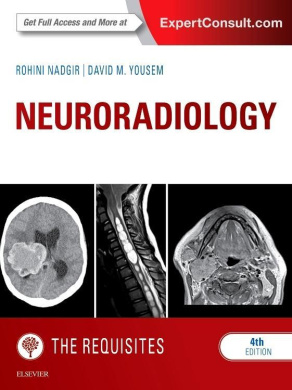 Get Full Access and More at
ExpertConsult.com
ROHINI NADGIR | DAVID M. YOUSEM
NEURORADIOLOGY
ELSEVIER
THE REQUISITES
4th
EDITION